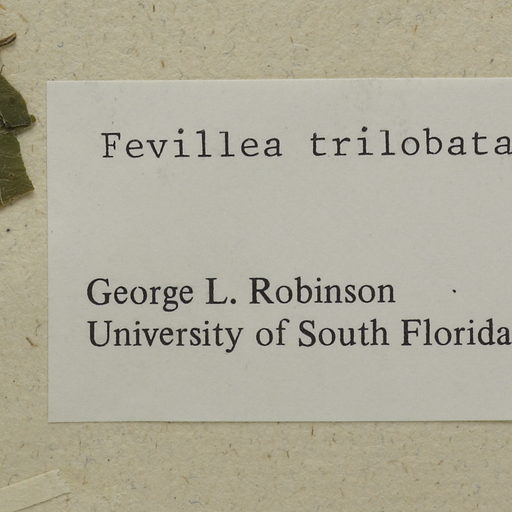 Fevillea trilobata
George L. Robinson
University of South Florida